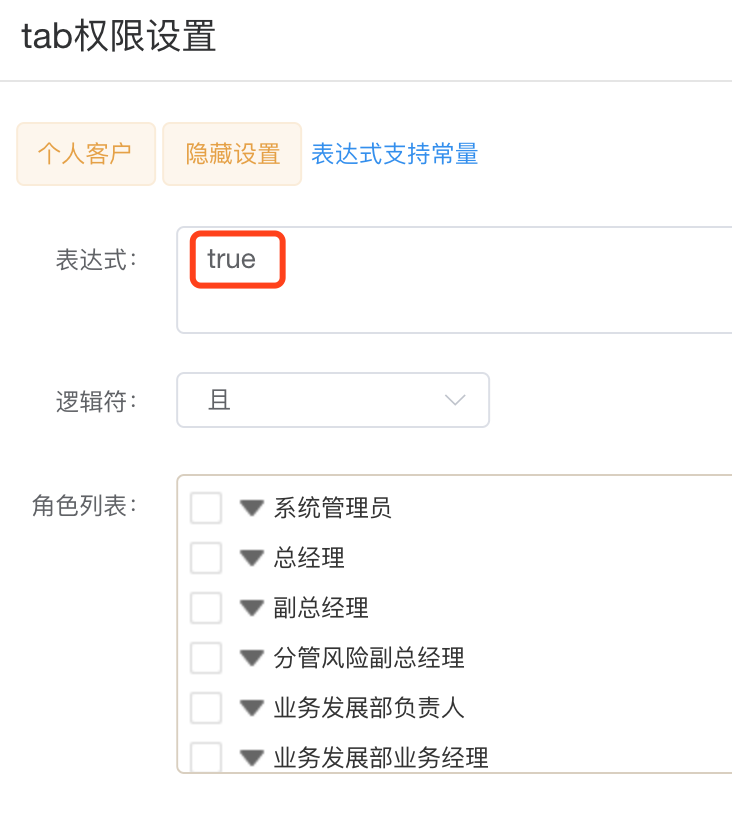 tab权限设置
个人客户 隐藏设置 表达式支持常量
表达式: true
逻辑符: 且
角色列表:
系统管理员
总经理
副总经理
分管风险副总经理
业务发展部负责人
业务发展部业务经理